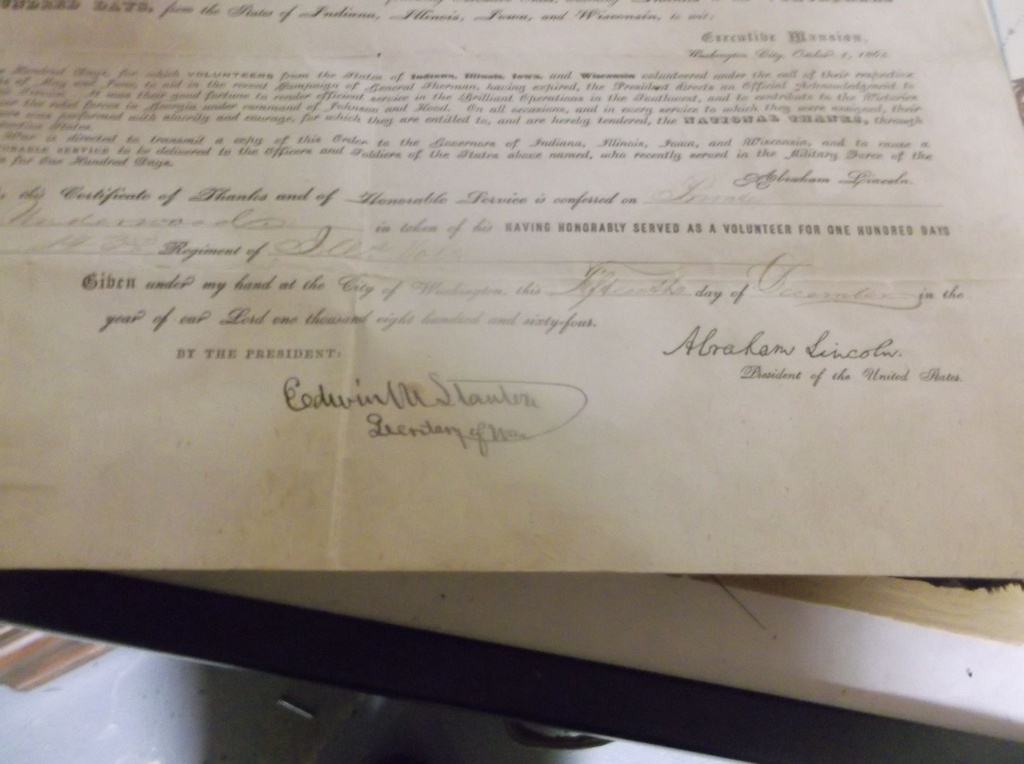 UNDRED DAYS, from the States of Indiana, Illinois, Iowa, and Wisconsin, to wit:
Executive Mansion,
Washington City, October 1, 1864
Hundred Days, for which VOLUNTEERS from the States of Indiana, Illinois, Iowa, and Wisconsin volunteered under the call of their respective
of May and June, to aid in the recent Campaign of General Sherman, having expired, the President directs an Official Acknowledgment to
It was their good fortune to render efficient service in the Brilliant Operations in the Southwest, and to contribute to the Victories
over the rebel forces in Georgia under command of Johnson and Hood. On all occasions, and in every service to which they were assigned, their
was performed with alacrity and courage, for which they are entitled to, and are hereby tendered, the NATIONAL THANKS, through
States.
is directed to transmit a copy of this Order to the Governors of Indiana, Illinois, Iowa, and Wisconsin, and to cause a
ORABLE SERVICE to be delivered to the Officers and Soldiers of the States above named, who recently served in the Military Force of the
for One Hundred Days.
Abraham Lincoln.
this Certificate of Thanks and of Honorable Service is conferred on Private
Underwood in token of his HAVING HONORABLY SERVED AS A VOLUNTEER FOR ONE HUNDRED DAYS
Regiment of Ills Vols
Given under my hand at the City of Washington, this Fifteenth day of December in the
year of our Lord one thousand eight hundred and sixty-four.
BY THE PRESIDENT:
Abraham Lincoln.
President of the United States.
Edwin M Stanton
Secretary of War